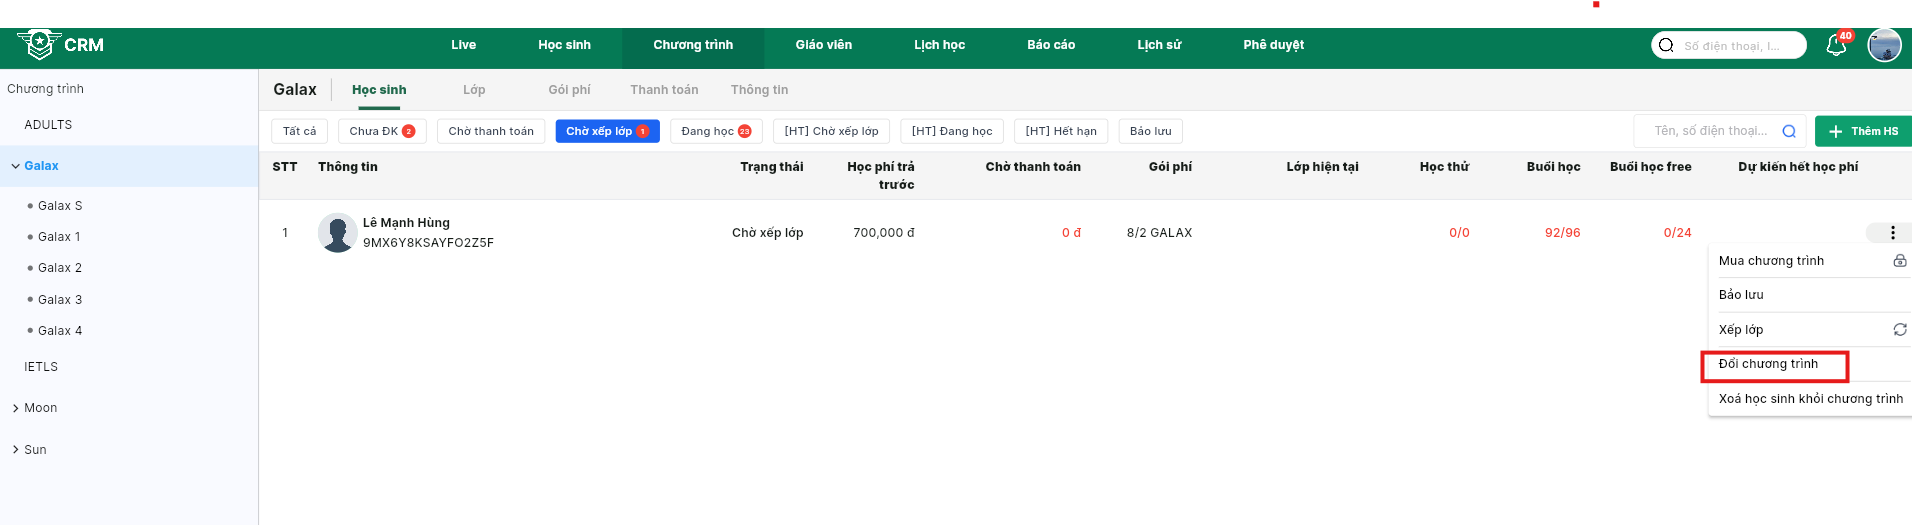 CRM
Live Học sinh Chương trình Giáo viên Lịch học Báo cáo Lịch sử Phê duyệt
Số điện thoại, I...
40
Chương trình
ADULTS
Galax
Galax S
Galax 1
Galax 2
Galax 3
Galax 4
IETLS
Moon
Sun
Galax Học sinh Lớp Gói phí Thanh toán Thông tin
Tất cả Chưa ĐK 2 Chờ thanh toán Chờ xếp lớp 1 Đang học 23 [HT] Chờ xếp lớp [HT] Đang học [HT] Hết hạn Bảo lưu
Tên, số điện thoại...
Thêm HS
STT Thông tin Trạng thái Học phí trả trước Chờ thanh toán Gói phí Lớp hiện tại Học thử Buổi học Buổi học free Dự kiến hết học phí
1 Lê Mạnh Hùng
9MX6Y8KSAYFO2Z5F
Chờ xếp lớp 700,000 đ 0 đ 8/2 GALAX 0/0 92/96 0/24
Mua chương trình
Bảo lưu
Xếp lớp
Đổi chương trình
Xoá học sinh khỏi chương trình